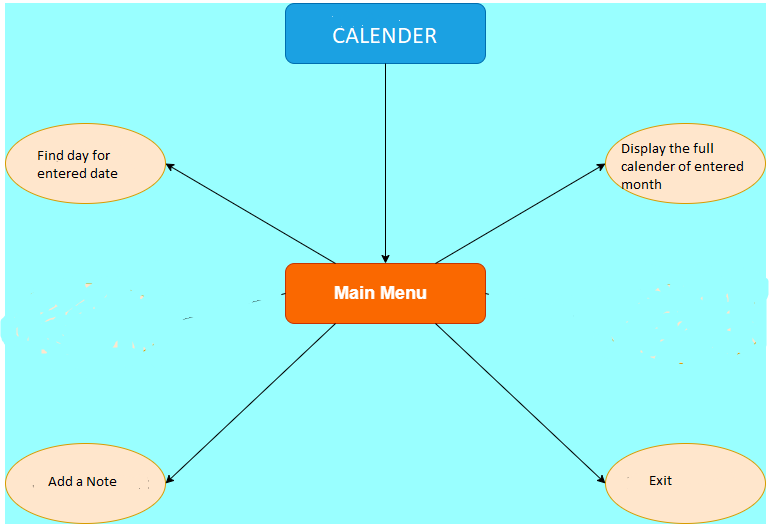 CALENDER
Find day for
entered date
Display the full
calender of entered
month
Main Menu
Add a Note
Exit